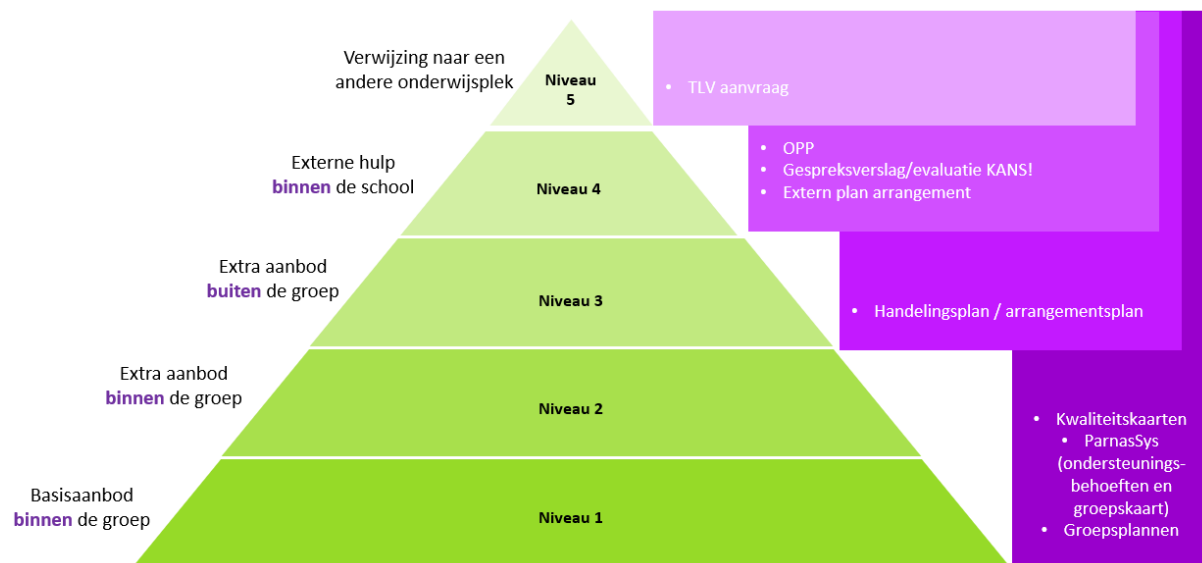 Verwijzing naar een
andere onderwijsplek
Niveau
5
• TLV aanvraag
Externe hulp
binnen de school
Niveau 4
• OPP
• Gespreksverslag/evaluatie KANS!
• Extern plan arrangement
Extra aanbod
buiten de groep
Niveau 3
• Handelingsplan / arrangementsplan
Extra aanbod
binnen de groep
Niveau 2
• Kwaliteitskaarten
• ParnasSys
(ondersteunings-
behoeften en
groepskaart)
• Groepsplannen
Basisaanbod
binnen de groep
Niveau 1